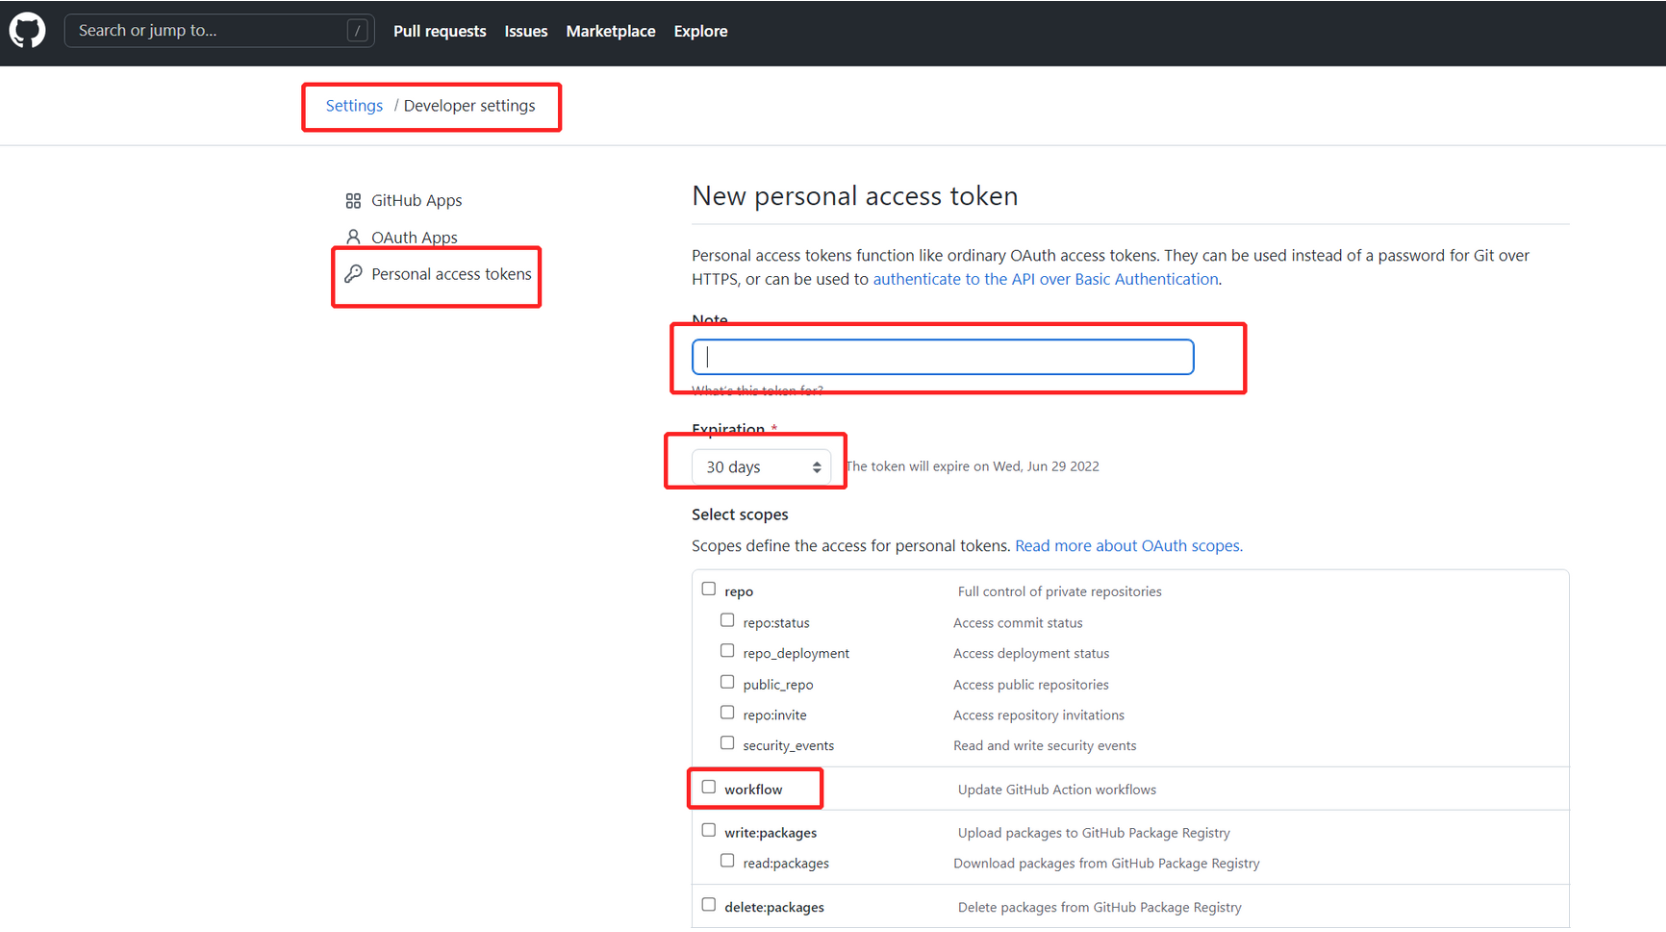 Search or jump to... /
Pull requests Issues Marketplace Explore
Settings / Developer settings
GitHub Apps
OAuth Apps
Personal access tokens
New personal access token
Personal access tokens function like ordinary OAuth access tokens. They can be used instead of a password for Git over
HTTPS, or can be used to authenticate to the API over Basic Authentication.
Note
What's this token for?
Expiration *
30 days The token will expire on Wed, Jun 29 2022
Select scopes
Scopes define the access for personal tokens. Read more about OAuth scopes.
repo Full control of private repositories
repo:status Access commit status
repo_deployment Access deployment status
public_repo Access public repositories
repo:invite Access repository invitations
security_events Read and write security events
workflow Update GitHub Action workflows
write:packages Upload packages to GitHub Package Registry
read:packages Download packages from GitHub Package Registry
delete:packages Delete packages from GitHub Package Registry